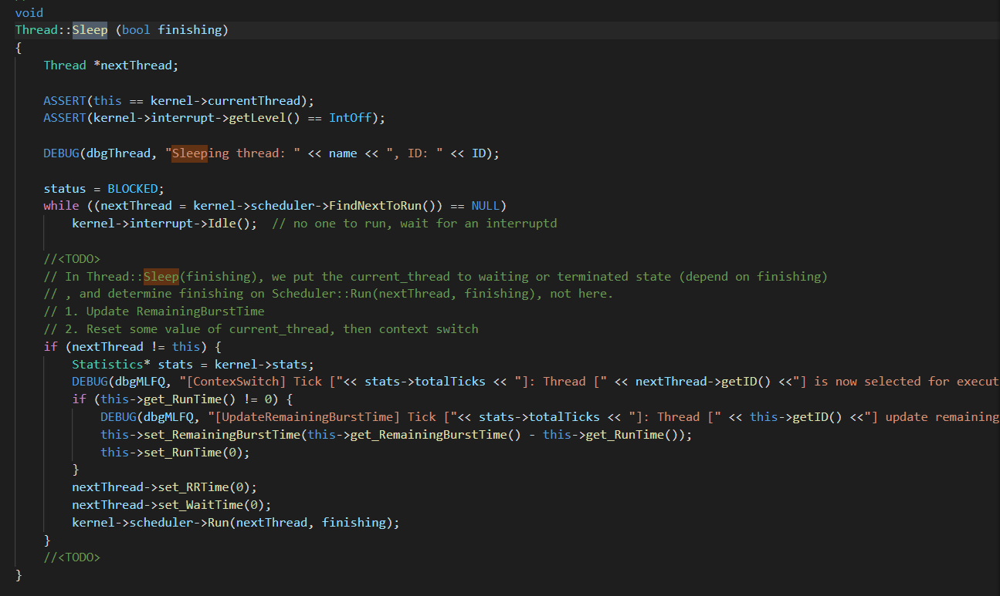 //
void
Thread::Sleep (bool finishing)
{
    Thread *nextThread;

    ASSERT(this == kernel->currentThread);
    ASSERT(kernel->interrupt->getLevel() == IntOff);

    DEBUG(dbgThread, "Sleeping thread: " << name << ", ID: " << ID);

    status = BLOCKED;
    while ((nextThread = kernel->scheduler->FindNextToRun()) == NULL)
        kernel->interrupt->Idle();  // no one to run, wait for an interruptd

    //<TODO>
    // In Thread::Sleep(finishing), we put the current_thread to waiting or terminated state (depend on finishing)
    // , and determine finishing on Scheduler::Run(nextThread, finishing), not here.
    // 1. Update RemainingBurstTime
    // 2. Reset some value of current_thread, then context switch
    if (nextThread != this) {
        Statistics* stats = kernel->stats;
        DEBUG(dbgMLFQ, "[ContexSwitch] Tick ["<< stats->totalTicks << "]: Thread [" << nextThread->getID() <<"] is now selected for execut
        if (this->get_RunTime() != 0) {
            DEBUG(dbgMLFQ, "[UpdateRemainingBurstTime] Tick ["<< stats->totalTicks << "]: Thread [" << this->getID() <<"] update remaining
            this->set_RemainingBurstTime(this->get_RemainingBurstTime() - this->get_RunTime());
            this->set_RunTime(0);
        }
        nextThread->set_RRTime(0);
        nextThread->set_WaitTime(0);
        kernel->scheduler->Run(nextThread, finishing);
    }
    //<TODO>
}